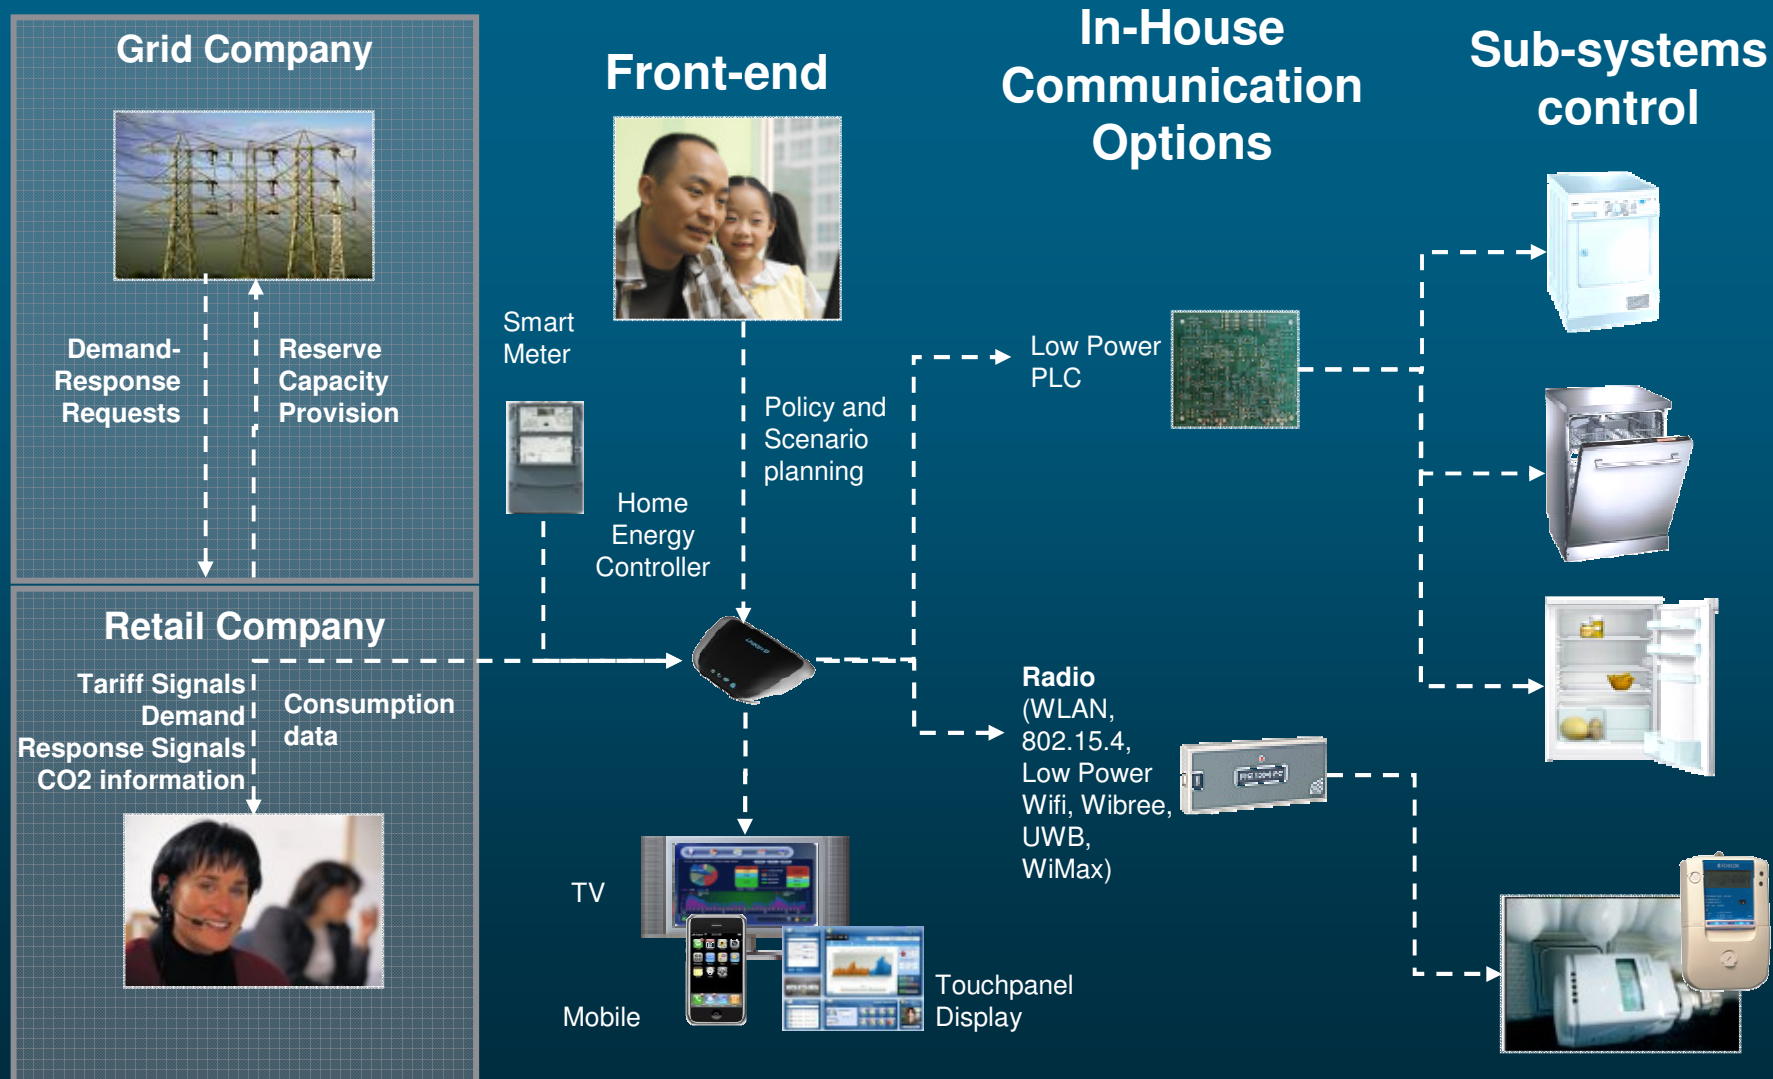 Grid Company
Demand-
Response
Requests
Reserve
Capacity
Provision
Retail Company
Tariff Signals
Demand
Response Signals
CO2 information
Consumption
data
Front-end
Smart
Meter
Home
Energy
Controller
Policy and
Scenario
planning
TV
Mobile
Touchpanel
Display
In-House
Communication
Options
Low Power
PLC
Radio
(WLAN,
802.15.4,
Low Power
Wifi, Wibree,
UWB,
WiMax)
Sub-systems
control